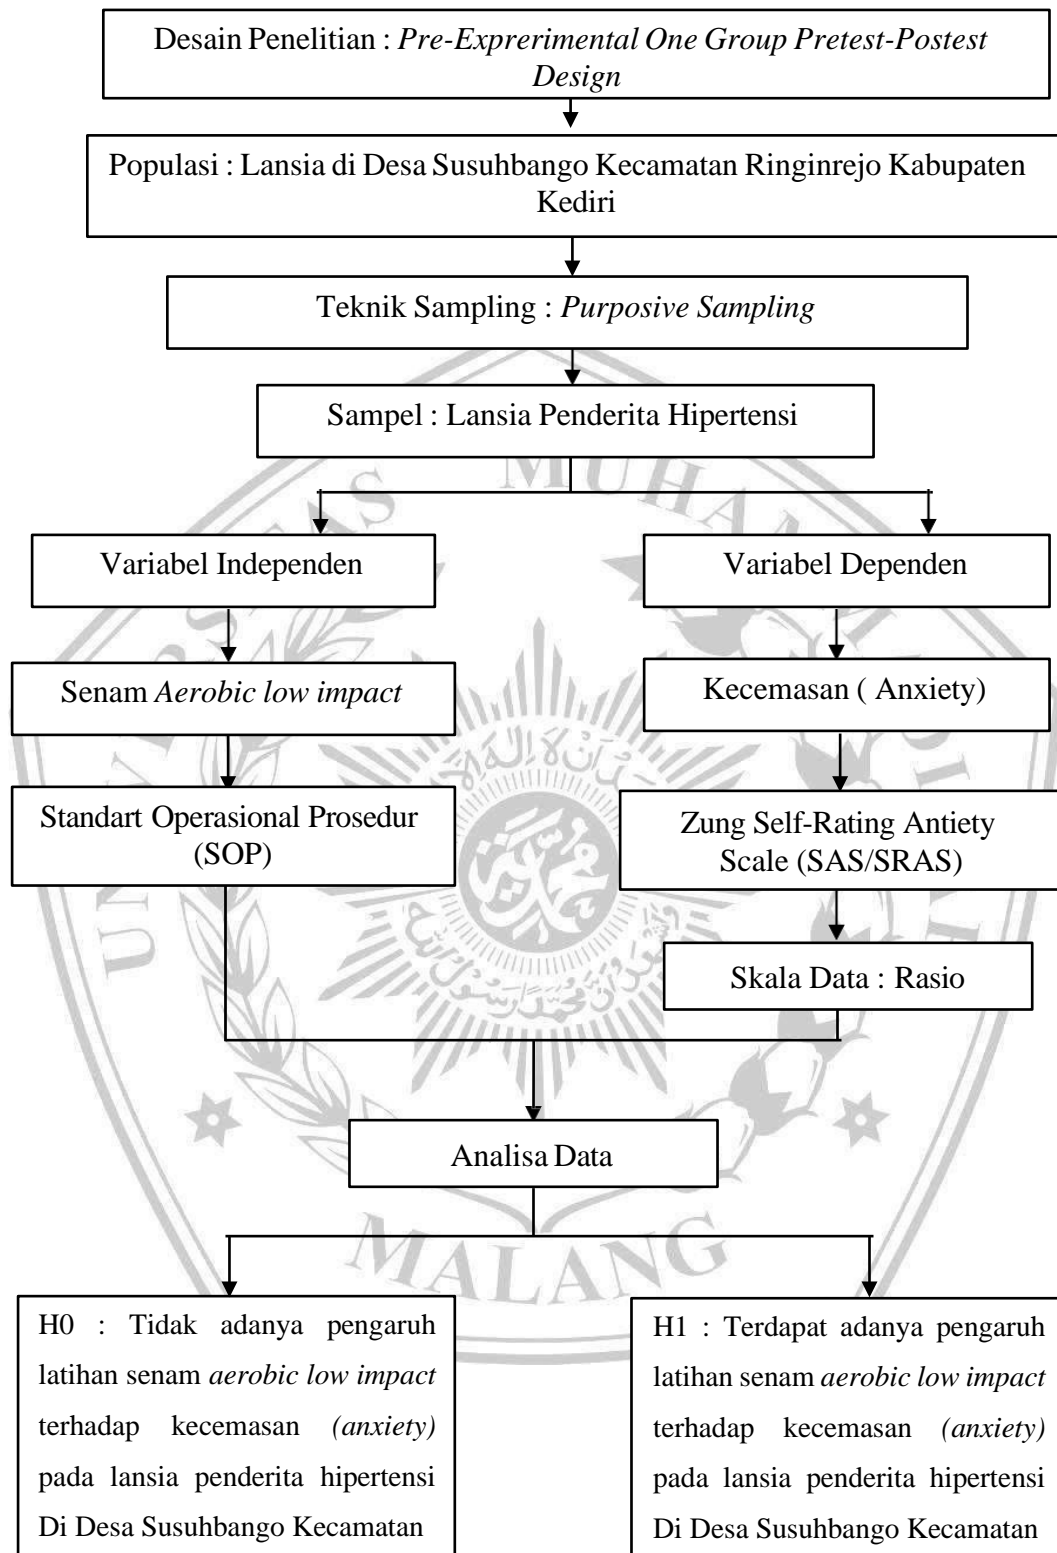 Desain Penelitian : Pre-Exprerimental One Group Pretest-Postest
Design
Populasi : Lansia di Desa Susuhbango Kecamatan Ringinrejo Kabupaten
Kediri
Teknik Sampling : Purposive Sampling
Sampel : Lansia Penderita Hipertensi
Variabel Independen
Variabel Dependen
Senam Aerobic low impact
Kecemasan ( Anxiety)
Standart Operasional Prosedur
(SOP)
Zung Self-Rating Antiety
Scale (SAS/SRAS)
Skala Data : Rasio
Analisa Data
H0 : Tidak adanya pengaruh
latihan senam aerobic low impact
terhadap kecemasan (anxiety)
pada lansia penderita hipertensi
Di Desa Susuhbango Kecamatan
H1 : Terdapat adanya pengaruh
latihan senam aerobic low impact
terhadap kecemasan (anxiety)
pada lansia penderita hipertensi
Di Desa Susuhbango Kecamatan
MALANG